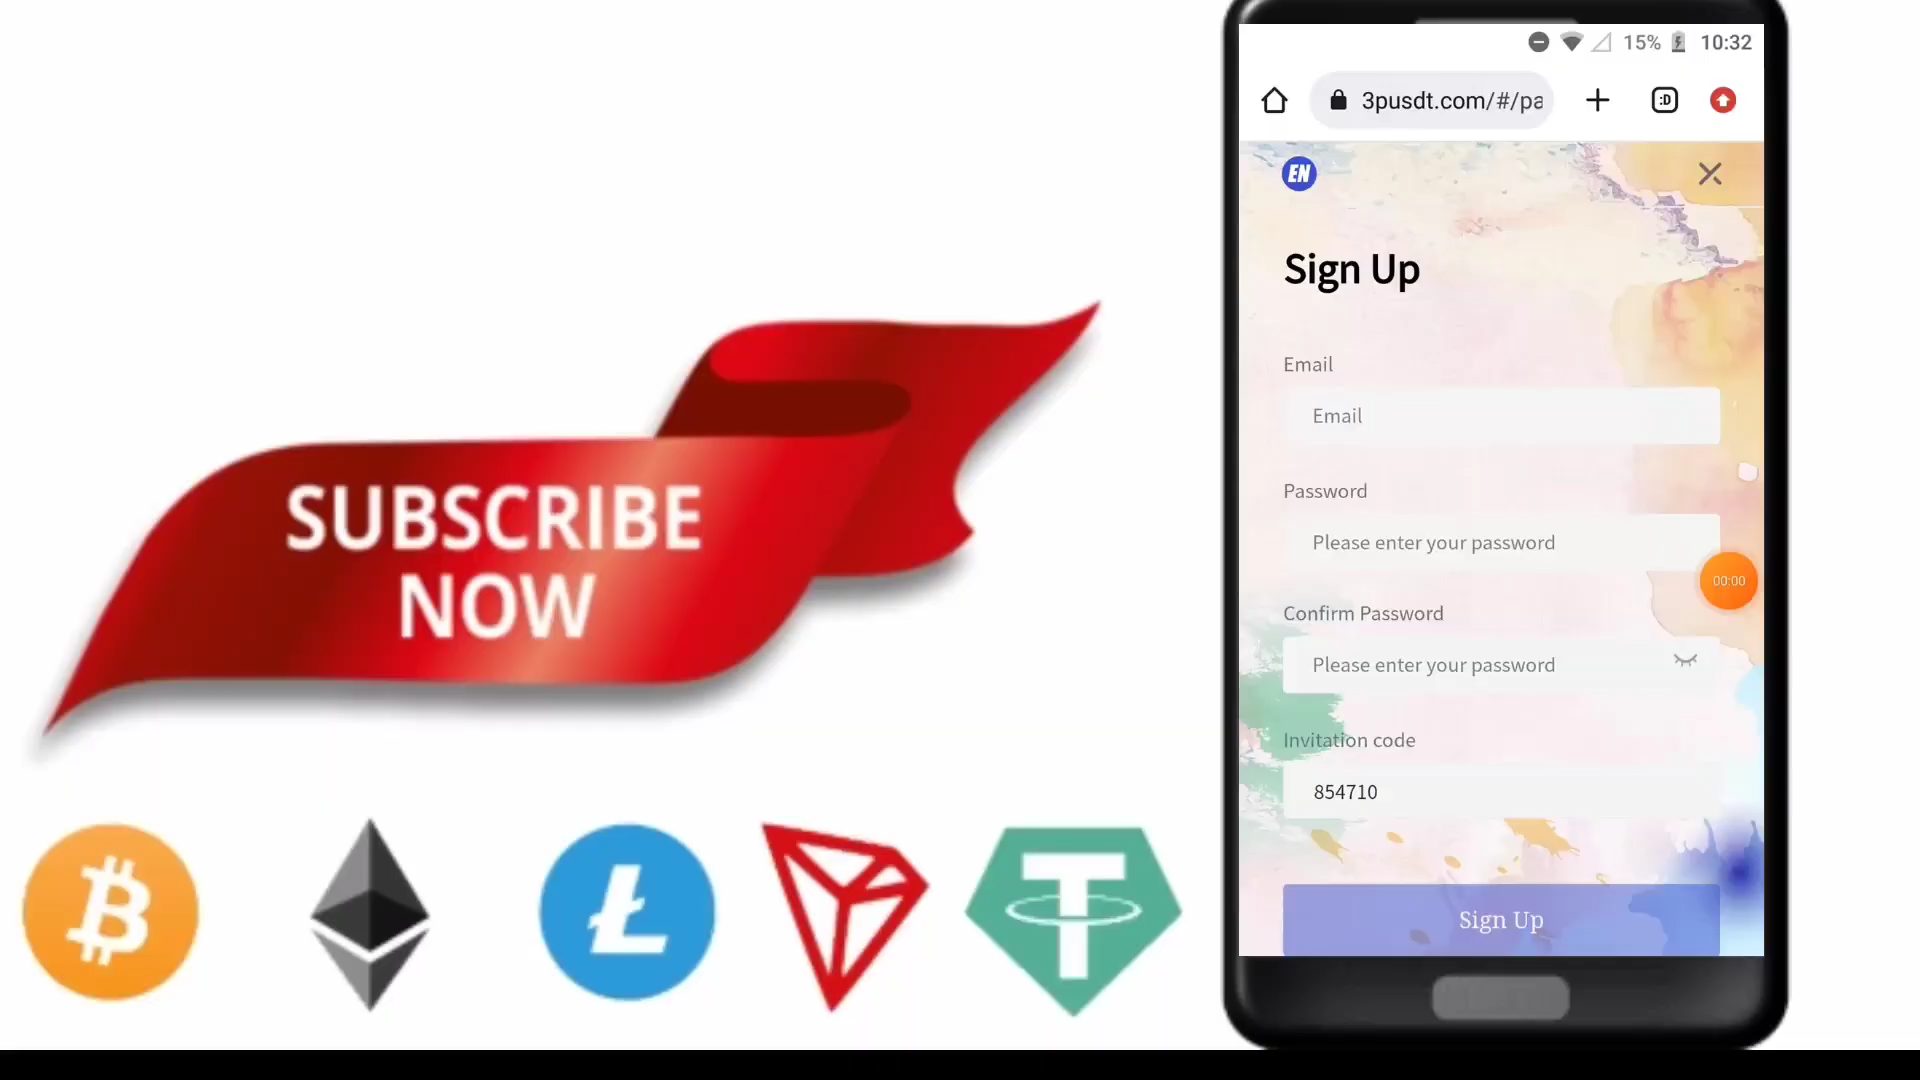 SUBSCRIBE
NOW
15% 10:32
3pusdt.com/#/pa
:D
EN
Sign Up
Email
Email
Password
Please enter your password
00:00
Confirm Password
Please enter your password
Invitation code
854710
Sign Up